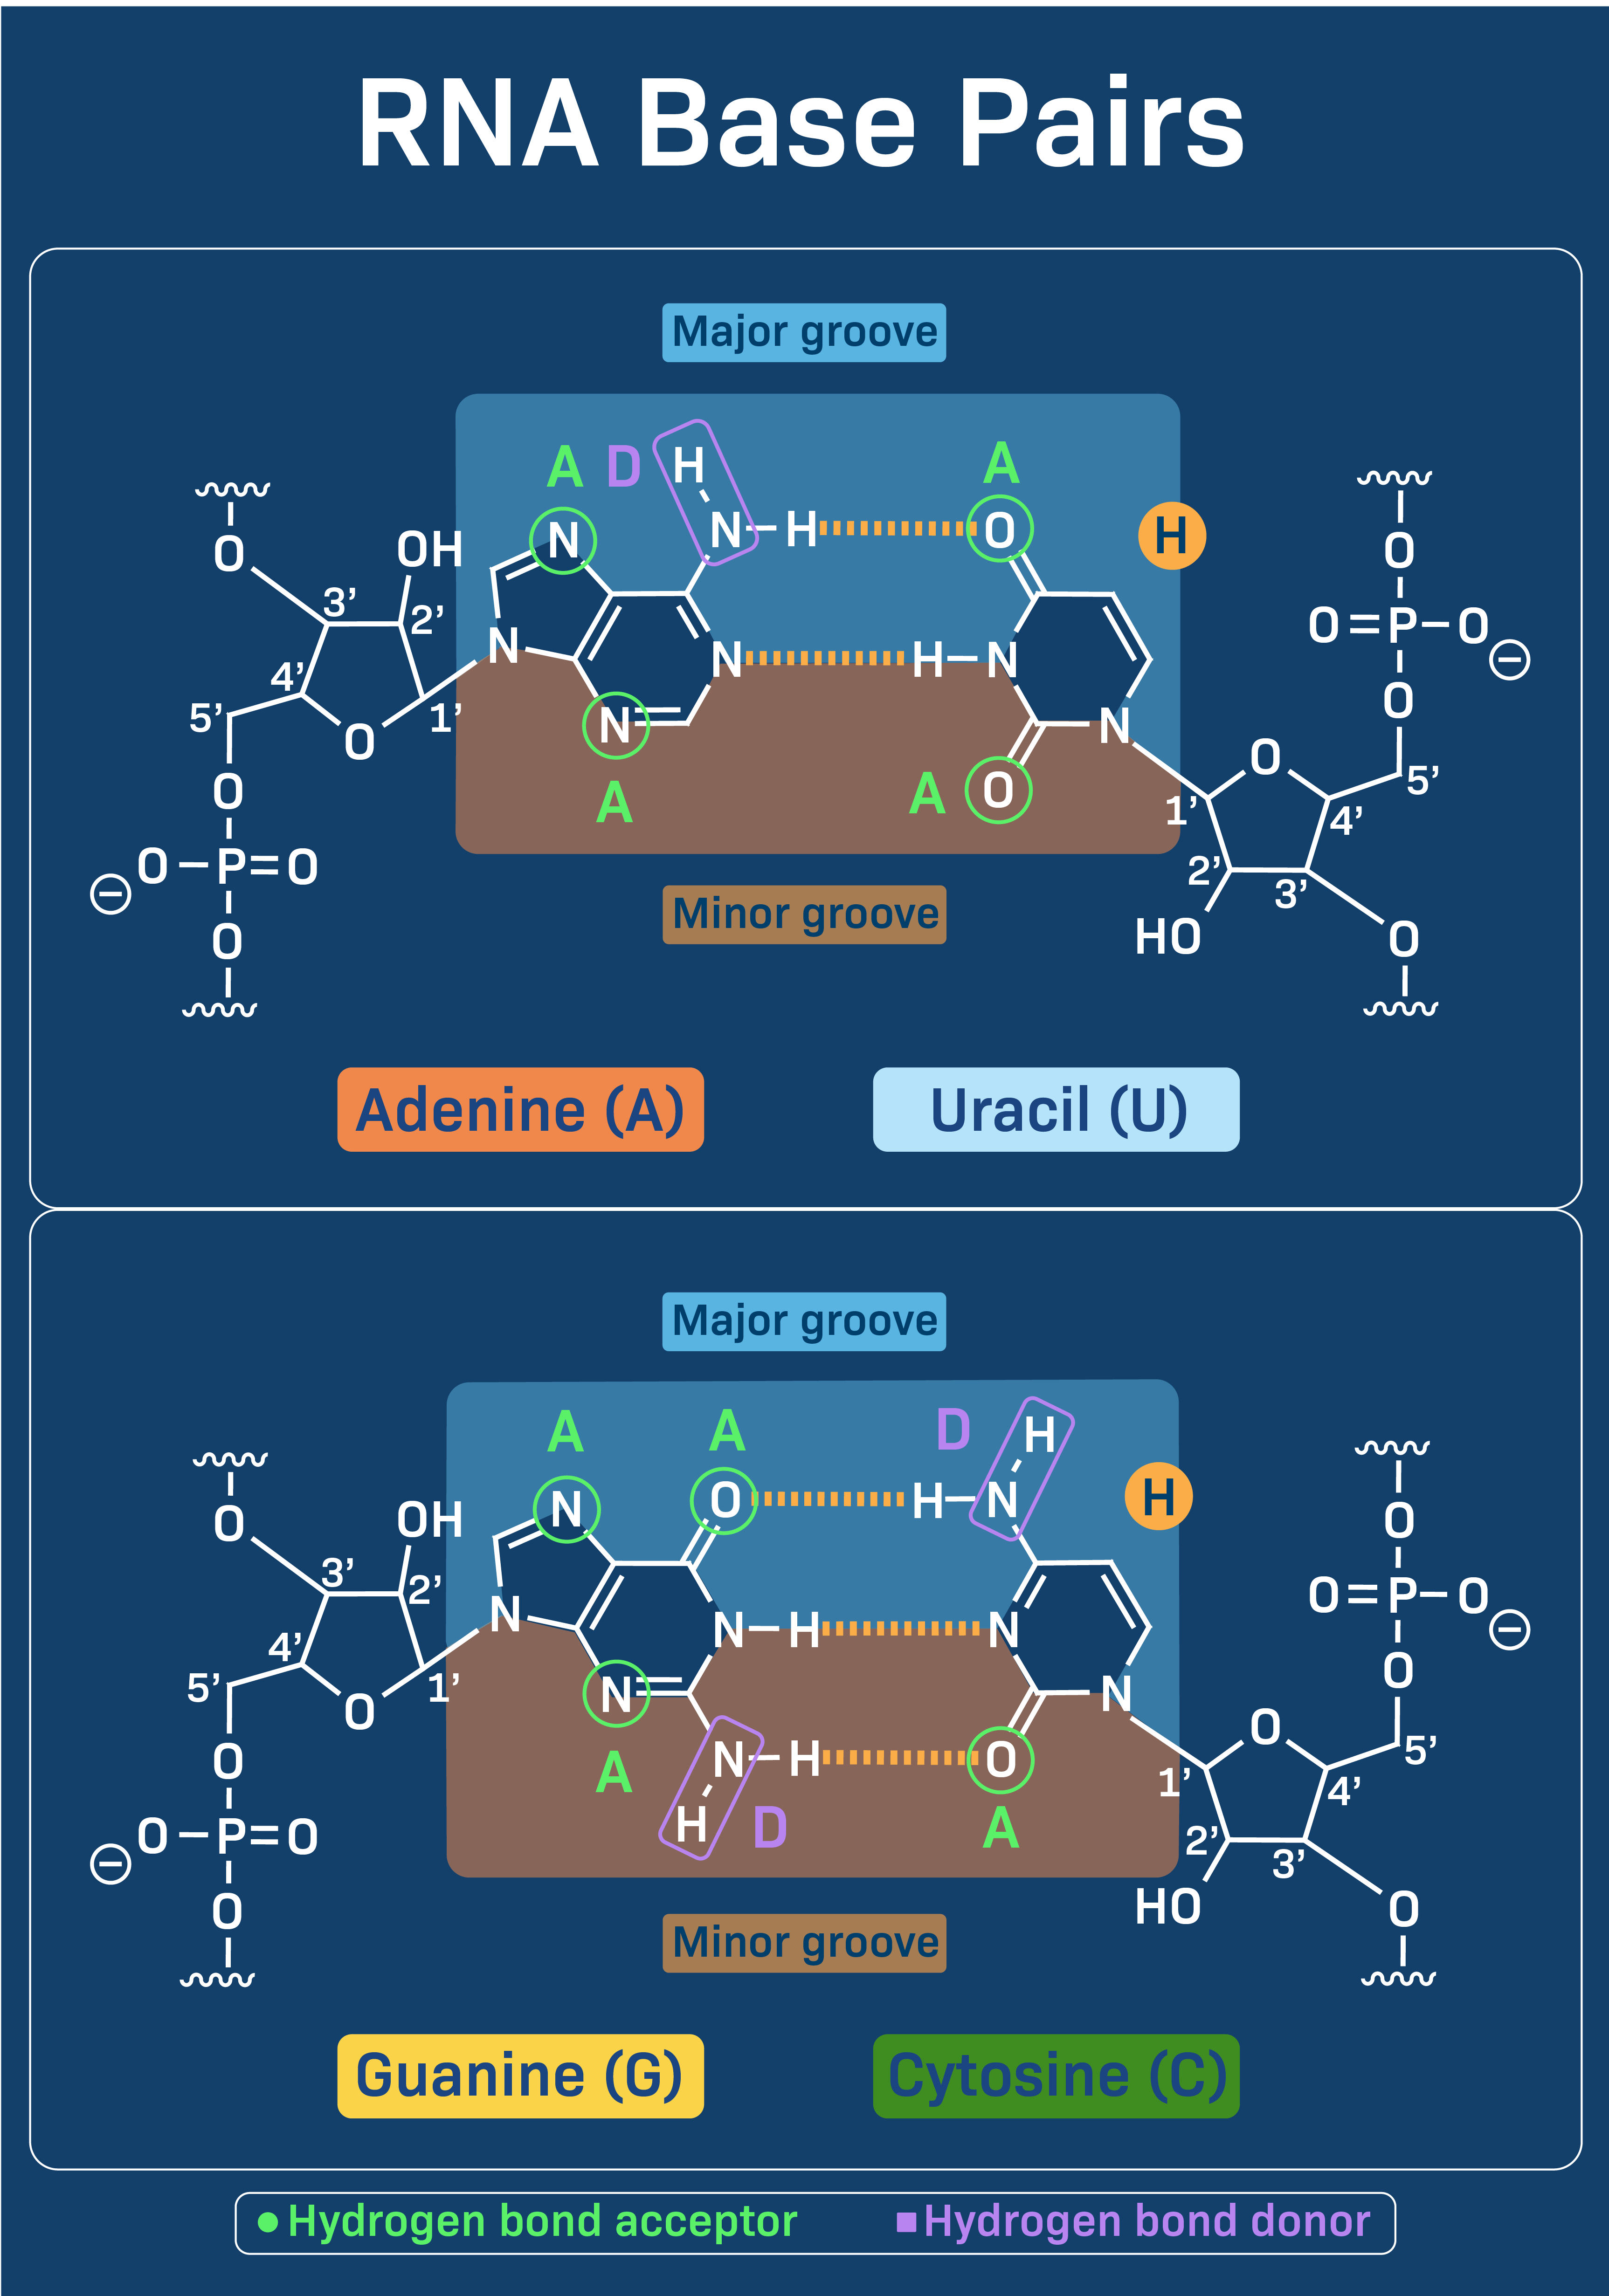 RNA Base Pairs
Major groove
A D H A
N N–H O H
O OH O
3’ 2’ O=P–O ⊖
N N H–N
4’ O
5’ O 1’ N N O 5’
O A A O 1’ 4’
⊖ O–P=O 2’ 3’
Minor groove
O HO O
Adenine (A) Uracil (U)
Major groove
A A D H
N O H–N H
O OH O
3’ 2’ O=P–O ⊖
N N–H N
4’ O
5’ O 1’ N N O 5’
O A N–H O 1’ 4’
⊖ O–P=O H D A 2’ 3’
O HO O
Minor groove
Guanine (G) Cytosine (C)
Hydrogen bond acceptor Hydrogen bond donor